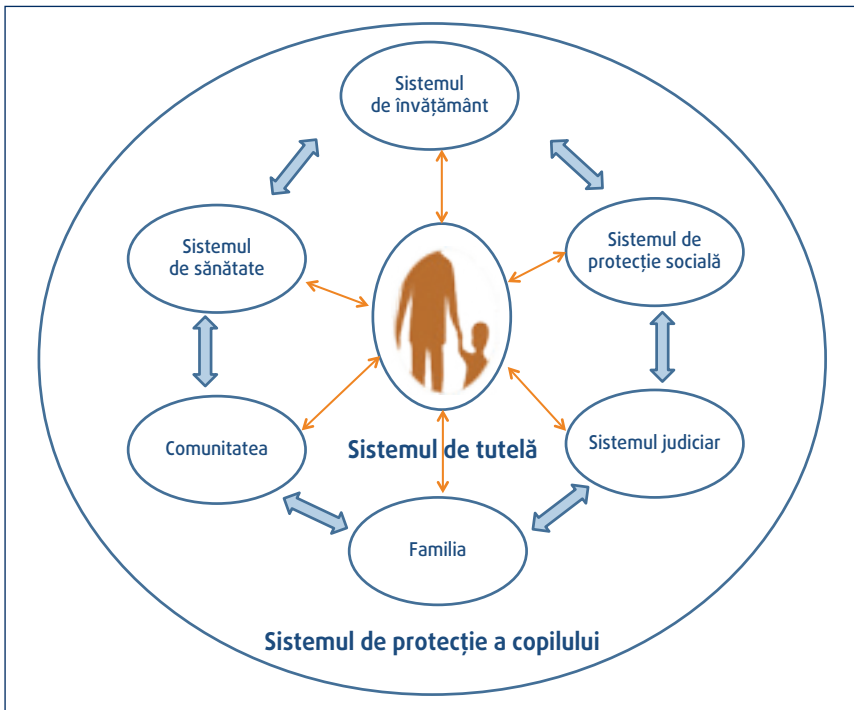 Sistemul
de învățământ
Sistemul
de sănătate
Sistemul de
protecție socială
Comunitatea
Sistemul de tutelă
Sistemul judiciar
Familia
Sistemul de protecție a copilului